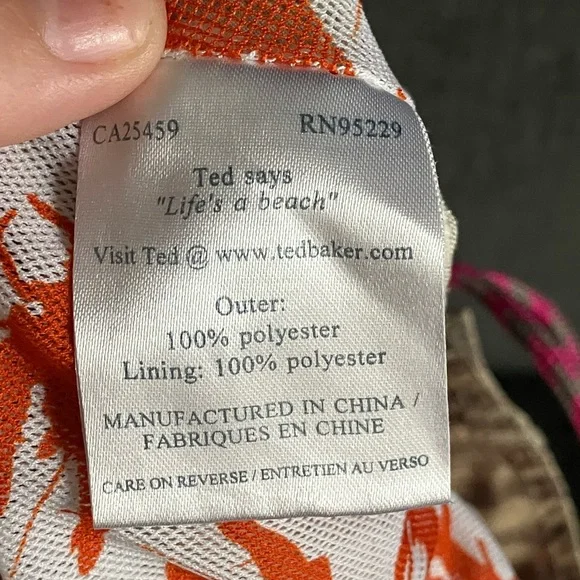 CA25459 RN95229
Ted says
"Life's a beach"
Visit Ted @ www.tedbaker.com
Outer:
100% polyester
Lining: 100% polyester
MANUFACTURED IN CHINA /
FABRIQUES EN CHINE
CARE ON REVERSE / ENTRETIEN AU VERSO